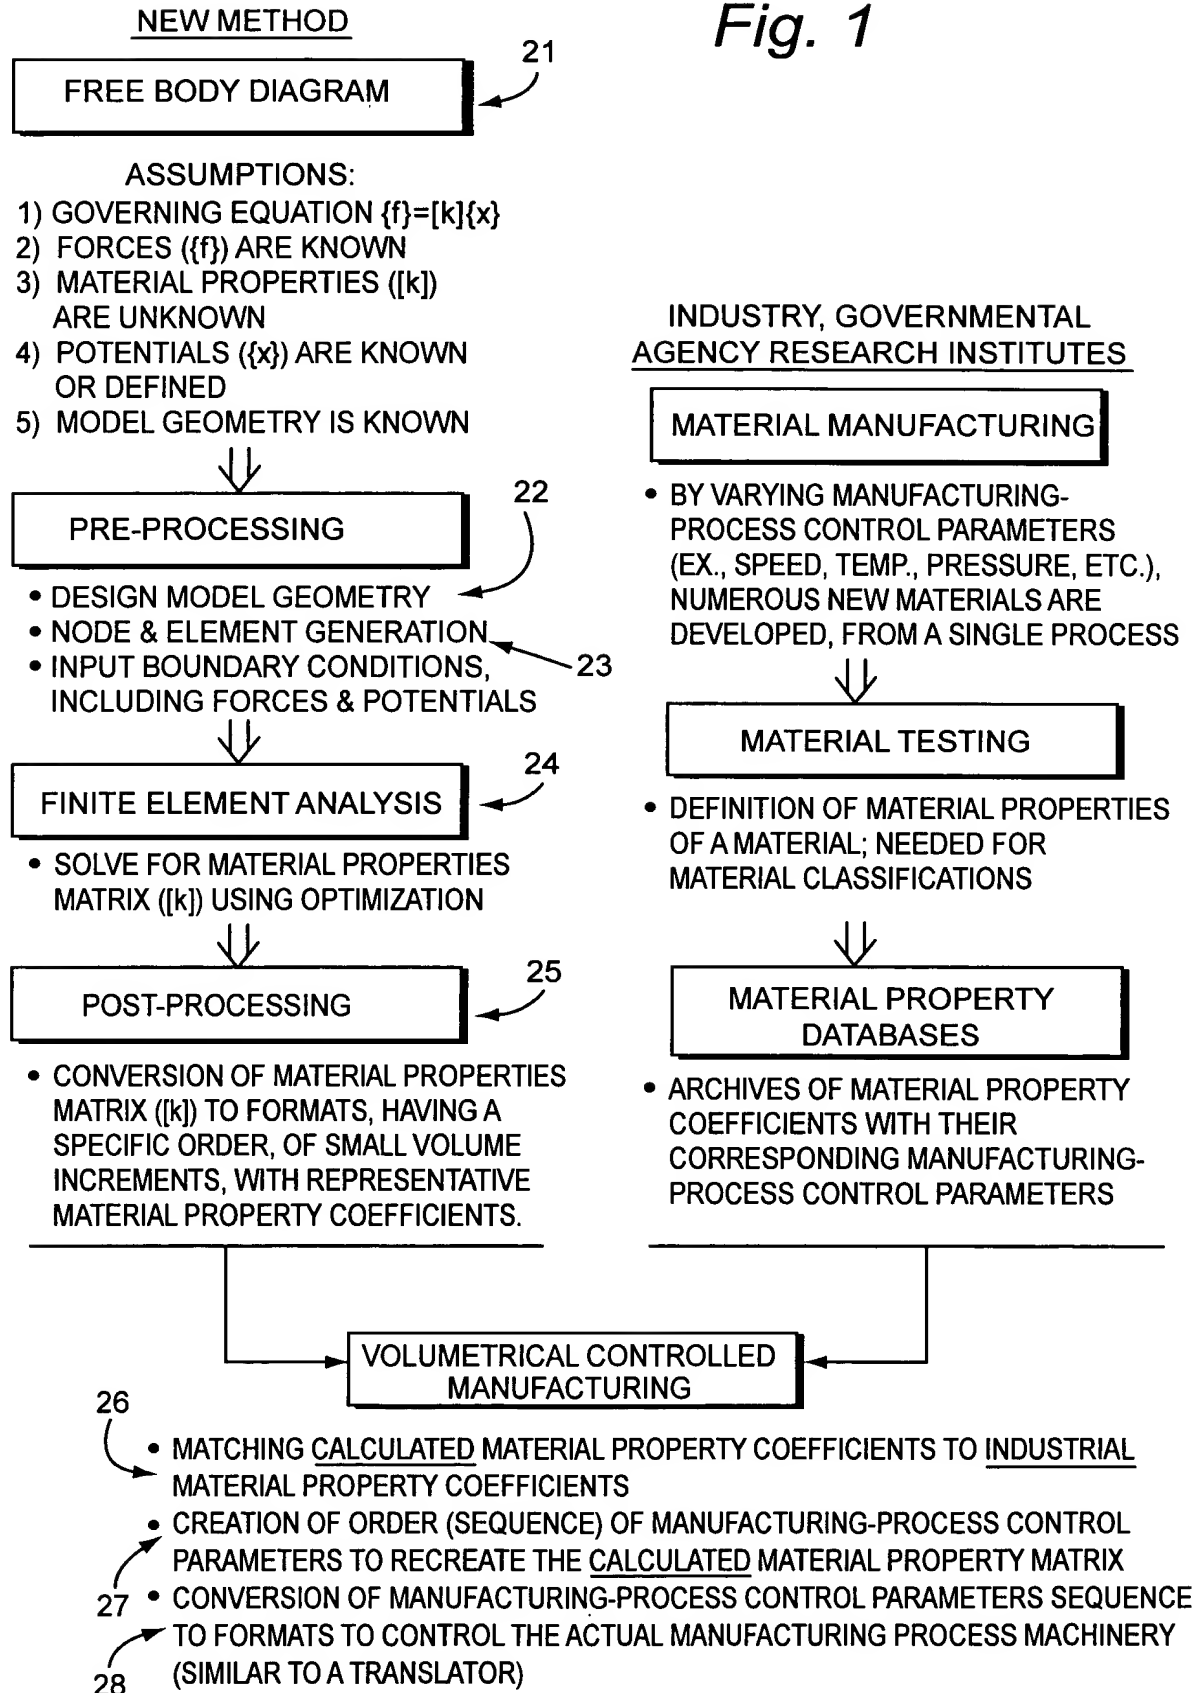 NEW METHOD
Fig. 1
21
FREE BODY DIAGRAM
ASSUMPTIONS:
1) GOVERNING EQUATION {f}=[k]{x}
2) FORCES ({f}) ARE KNOWN
3) MATERIAL PROPERTIES ([k])
ARE UNKNOWN
4) POTENTIALS ({x}) ARE KNOWN
OR DEFINED
5) MODEL GEOMETRY IS KNOWN
22
PRE-PROCESSING
• DESIGN MODEL GEOMETRY
• NODE & ELEMENT GENERATION
23
• INPUT BOUNDARY CONDITIONS,
INCLUDING FORCES & POTENTIALS
24
FINITE ELEMENT ANALYSIS
• SOLVE FOR MATERIAL PROPERTIES
MATRIX ([k]) USING OPTIMIZATION
25
POST-PROCESSING
• CONVERSION OF MATERIAL PROPERTIES
MATRIX ([k]) TO FORMATS, HAVING A
SPECIFIC ORDER, OF SMALL VOLUME
INCREMENTS, WITH REPRESENTATIVE
MATERIAL PROPERTY COEFFICIENTS.
INDUSTRY, GOVERNMENTAL
AGENCY RESEARCH INSTITUTES
MATERIAL MANUFACTURING
• BY VARYING MANUFACTURING-
PROCESS CONTROL PARAMETERS
(EX., SPEED, TEMP., PRESSURE, ETC.),
NUMEROUS NEW MATERIALS ARE
DEVELOPED, FROM A SINGLE PROCESS
MATERIAL TESTING
• DEFINITION OF MATERIAL PROPERTIES
OF A MATERIAL; NEEDED FOR
MATERIAL CLASSIFICATIONS
MATERIAL PROPERTY
DATABASES
• ARCHIVES OF MATERIAL PROPERTY
COEFFICIENTS WITH THEIR
CORRESPONDING MANUFACTURING-
PROCESS CONTROL PARAMETERS
VOLUMETRICAL CONTROLLED
MANUFACTURING
26
• MATCHING CALCULATED MATERIAL PROPERTY COEFFICIENTS TO INDUSTRIAL
MATERIAL PROPERTY COEFFICIENTS
• CREATION OF ORDER (SEQUENCE) OF MANUFACTURING-PROCESS CONTROL
PARAMETERS TO RECREATE THE CALCULATED MATERIAL PROPERTY MATRIX
27
• CONVERSION OF MANUFACTURING-PROCESS CONTROL PARAMETERS SEQUENCE
TO FORMATS TO CONTROL THE ACTUAL MANUFACTURING PROCESS MACHINERY
(SIMILAR TO A TRANSLATOR)
28